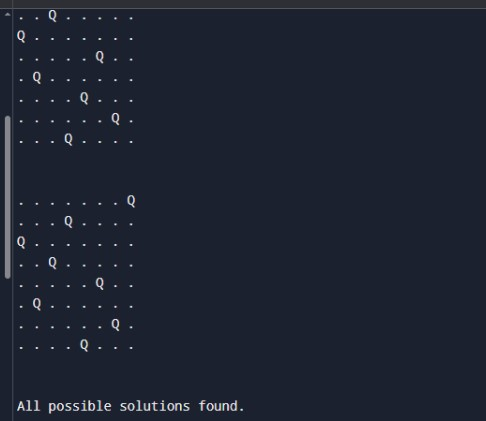 . . Q . . . . .
Q . . . . . . .
. . . . . Q . .
. Q . . . . . .
. . . . Q . . .
. . . . . . Q .
. . . Q . . . .
. . . . . . . Q
. . . Q . . . .
Q . . . . . . .
. . Q . . . . .
. . . . . Q . .
. Q . . . . . .
. . . . . . Q .
. . . . Q . . .
All possible solutions found.